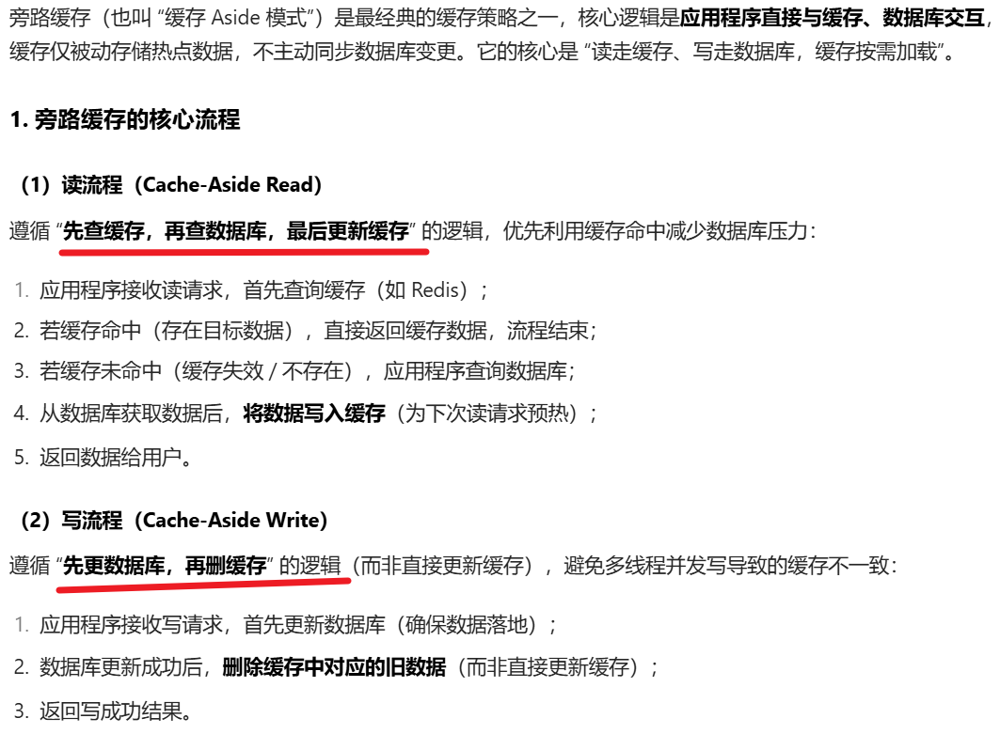 旁路缓存（也叫 “缓存 Aside 模式”）是最经典的缓存策略之一，核心逻辑是应用程序直接与缓存、数据库交互，
缓存仅被动存储热点数据，不主动同步数据库变更。它的核心是 “读走缓存、写走数据库，缓存按需加载”。
1. 旁路缓存的核心流程
（1）读流程（Cache-Aside Read）
遵循 “先查缓存，再查数据库，最后更新缓存” 的逻辑，优先利用缓存命中减少数据库压力：
1. 应用程序接收读请求，首先查询缓存（如 Redis）；
2. 若缓存命中（存在目标数据），直接返回缓存数据，流程结束；
3. 若缓存未命中（缓存失效 / 不存在），应用程序查询数据库；
4. 从数据库获取数据后，将数据写入缓存（为下次读请求预热）；
5. 返回数据给用户。
（2）写流程（Cache-Aside Write）
遵循 “先更数据库，再删缓存” 的逻辑（而非直接更新缓存），避免多线程并发写导致的缓存不一致：
1. 应用程序接收写请求，首先更新数据库（确保数据落地）；
2. 数据库更新成功后，删除缓存中对应的旧数据（而非直接更新缓存）；
3. 返回写成功结果。